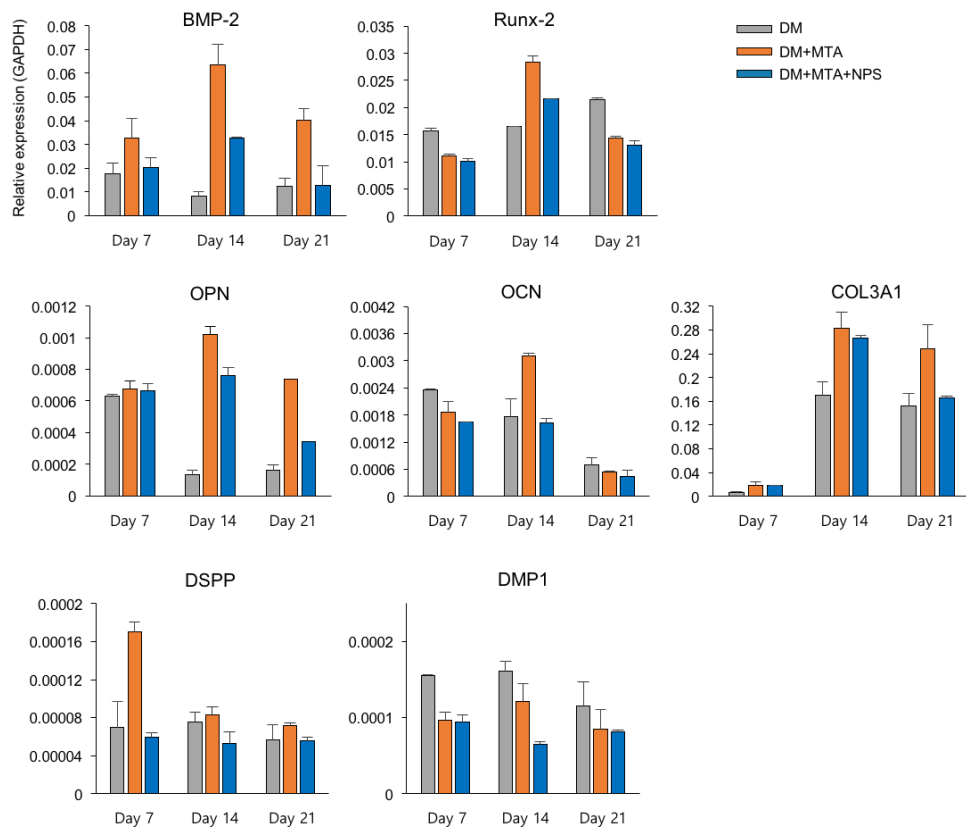 BMP-2
Relative expression (GAPDH)
0.08
0.07
0.06
0.05
0.04
0.03
0.02
0.01
0
Day 7 Day 14 Day 21
Runx-2
0.035
0.03
0.025
0.02
0.015
0.01
0.005
0
Day 7 Day 14 Day 21
DM
DM+MTA
DM+MTA+NPS
OPN
0.0012
0.001
0.0008
0.0006
0.0004
0.0002
0
Day 7 Day 14 Day 21
OCN
0.0042
0.0036
0.003
0.0024
0.0018
0.0012
0.0006
0
Day 7 Day 14 Day 21
COL3A1
0.32
0.28
0.24
0.2
0.16
0.12
0.08
0.04
0
Day 7 Day 14 Day 21
DSPP
0.0002
0.00016
0.00012
0.00008
0.00004
0
Day 7 Day 14 Day 21
DMP1
0.0002
0.0001
0
Day 7 Day 14 Day 21